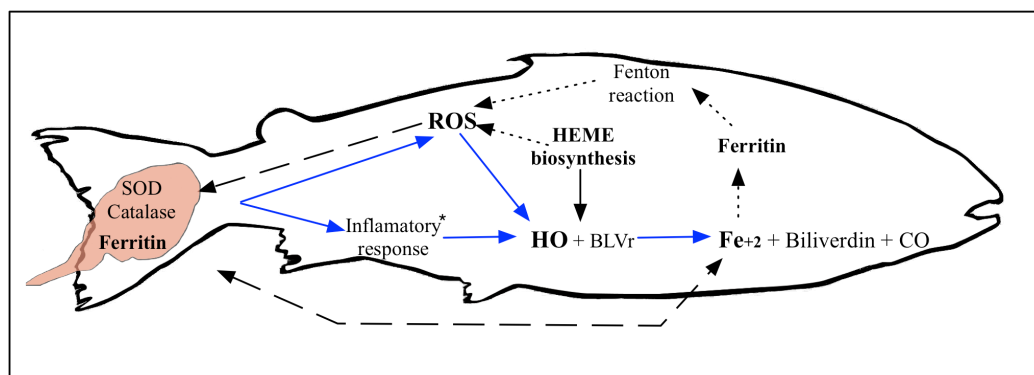 Fenton
reaction
ROS
HEME
biosynthesis
Ferritin
SOD
Catalase
Ferritin
Inflamatory*
response
HO + BLVr
Fe+2 + Biliverdin + CO